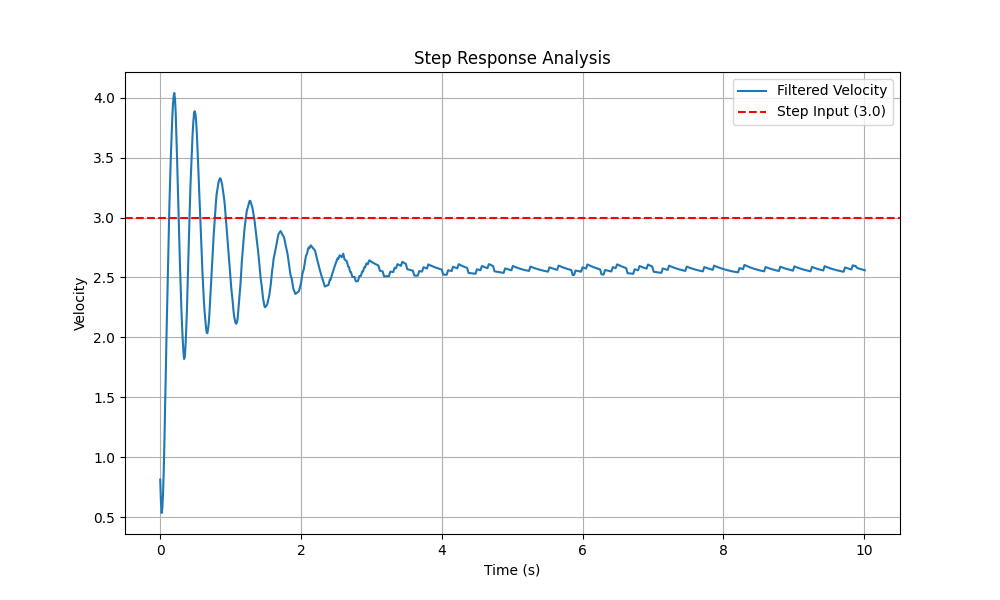 Step Response Analysis
Filtered Velocity
Step Input (3.0)
Velocity
4.0
3.5
3.0
2.5
2.0
1.5
1.0
0.5
0 2 4 6 8 10
Time (s)